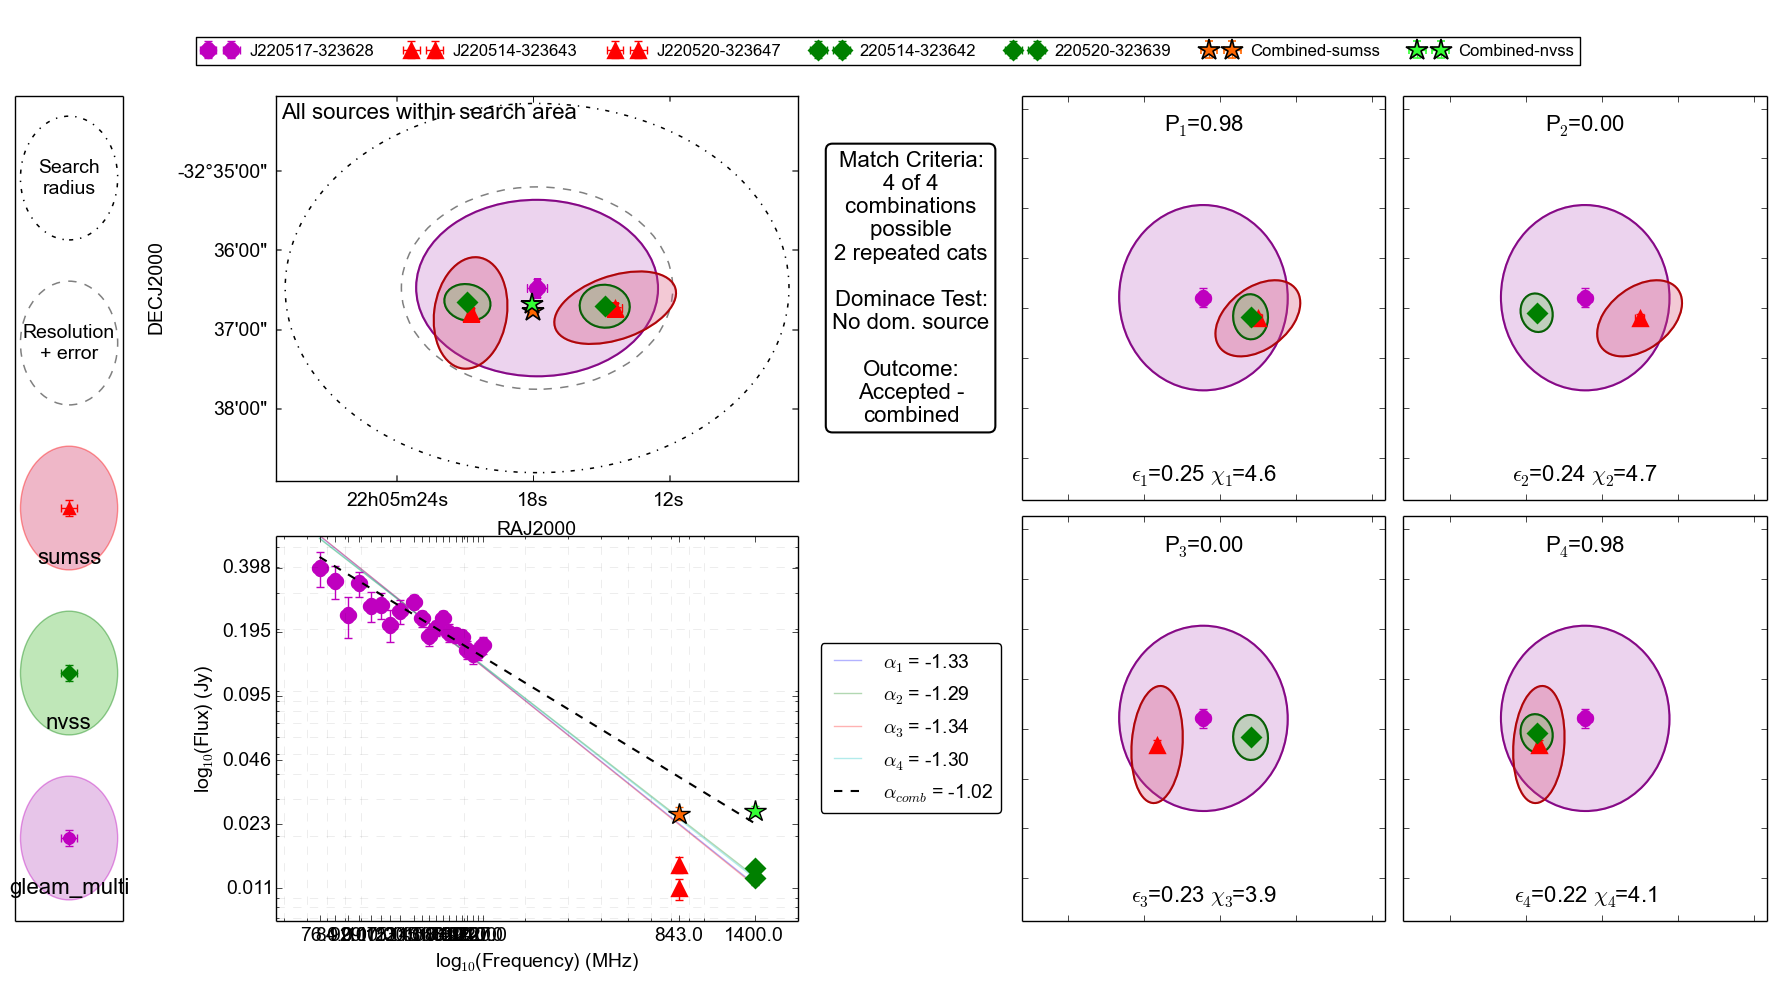 J220517-323628 J220514-323643 J220520-323647 220514-323642 220520-323639 Combined-sumss Combined-nvss
Search
radius
Resolution
+ error
sumss
nvss
gleam_multi
All sources within search area
DECJ2000
-32°35'00"
36'00"
37'00"
38'00"
22h05m24s 18s 12s
RAJ2000
Match Criteria:
4 of 4
combinations
possible
2 repeated cats
Dominace Test:
No dom. source
Outcome:
Accepted -
combined
P1=0.98
ϵ1=0.25 χ1=4.6
P2=0.00
ϵ2=0.24 χ2=4.7
P3=0.00
ϵ3=0.23 χ3=3.9
P4=0.98
ϵ4=0.22 χ4=4.1
log10(Flux) (Jy)
0.398
0.195
0.095
0.046
0.023
0.011
843.0 1400.0
log10(Frequency) (MHz)
α1 = -1.33
α2 = -1.29
α3 = -1.34
α4 = -1.30
αcomb = -1.02